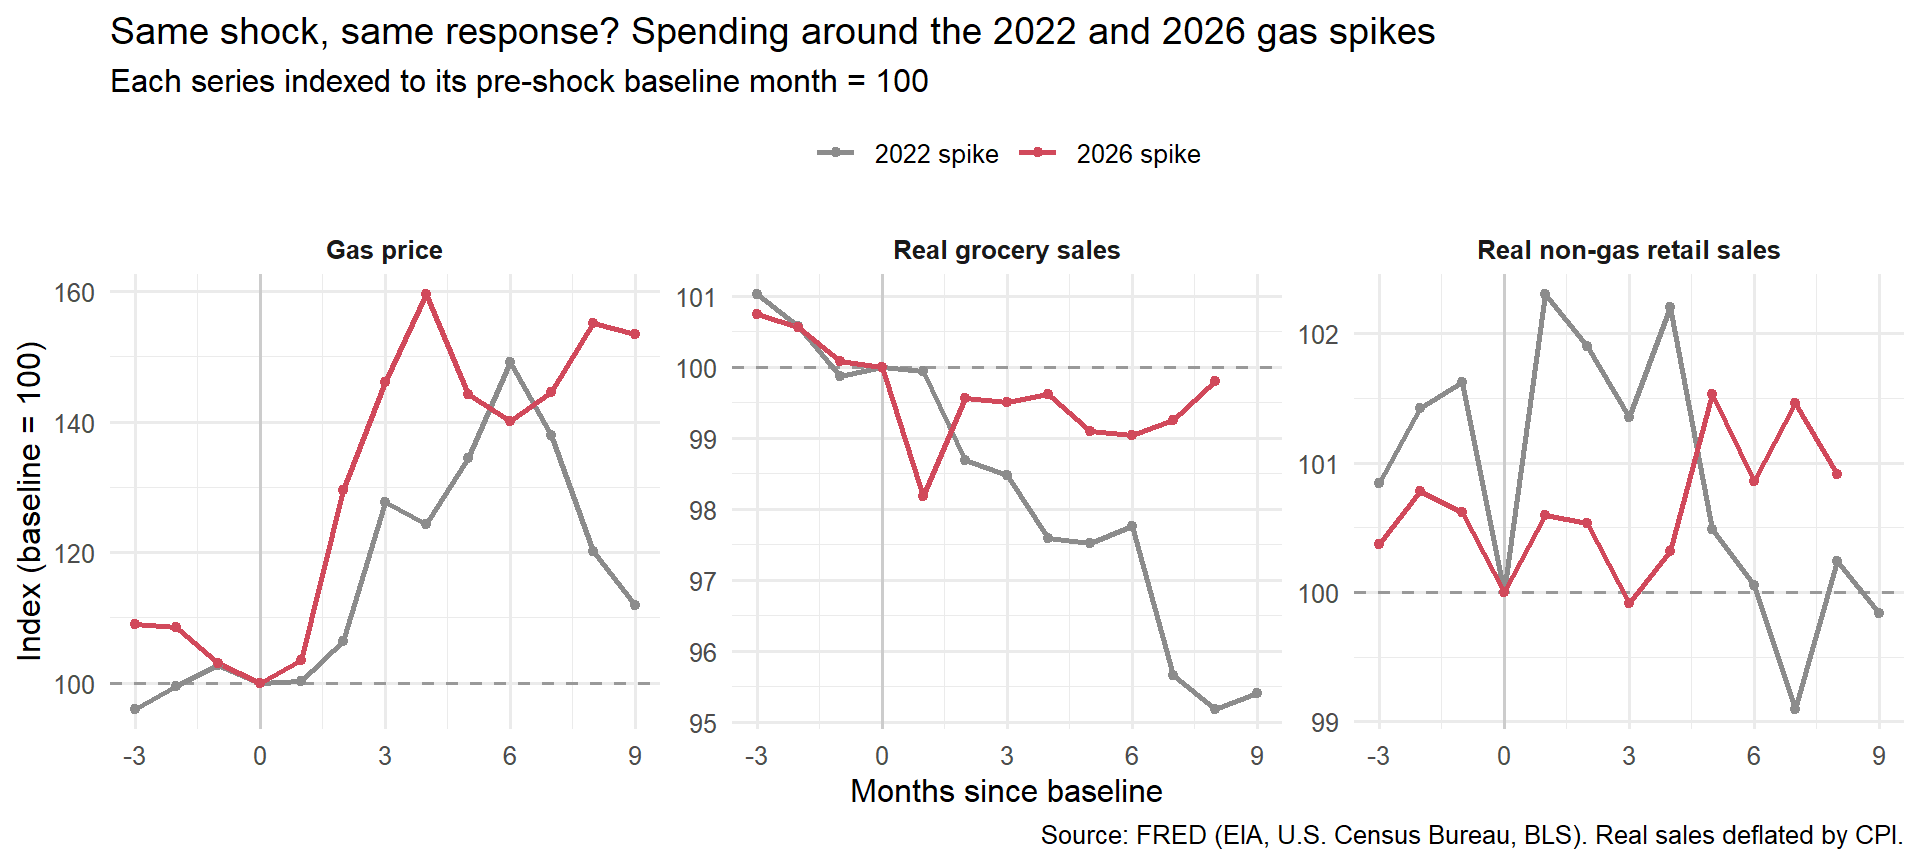 Same shock, same response? Spending around the 2022 and 2026 gas spikes
Each series indexed to its pre-shock baseline month = 100
2022 spike 2026 spike
Gas price
Real grocery sales
Real non-gas retail sales
Index (baseline = 100)
160
140
120
100
-3 0 3 6 9
101
100
99
98
97
96
95
-3 0 3 6 9
102
101
100
99
-3 0 3 6 9
Months since baseline
Source: FRED (EIA, U.S. Census Bureau, BLS). Real sales deflated by CPI.